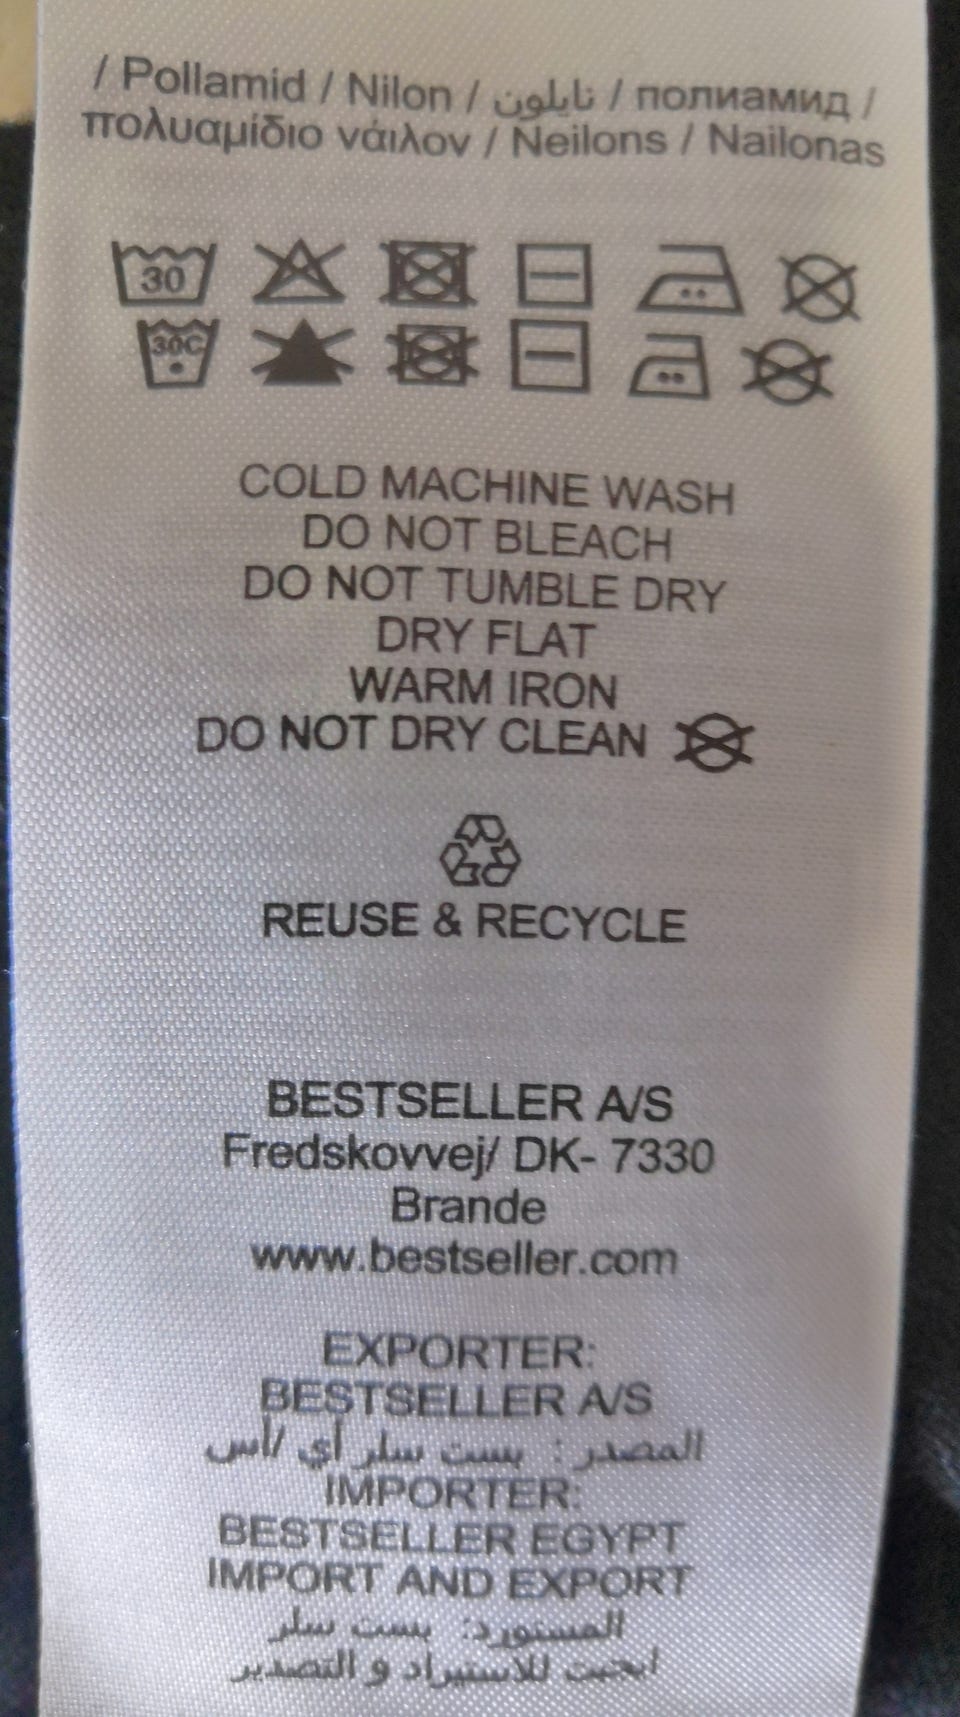 / Pollamid / Nilon / نايلون / полиамид /
πολυαμίδιο νάιλον / Neilons / Nailonas
30
30C
COLD MACHINE WASH
DO NOT BLEACH
DO NOT TUMBLE DRY
DRY FLAT
WARM IRON
DO NOT DRY CLEAN
REUSE & RECYCLE
BESTSELLER A/S
Fredskovvej/ DK- 7330
Brande
www.bestseller.com
EXPORTER:
BESTSELLER A/S
المصدر : بست سلر أي /أس
IMPORTER:
BESTSELLER EGYPT
IMPORT AND EXPORT
المستورد: بست سلر
ايجبت للاستيراد و التصدير